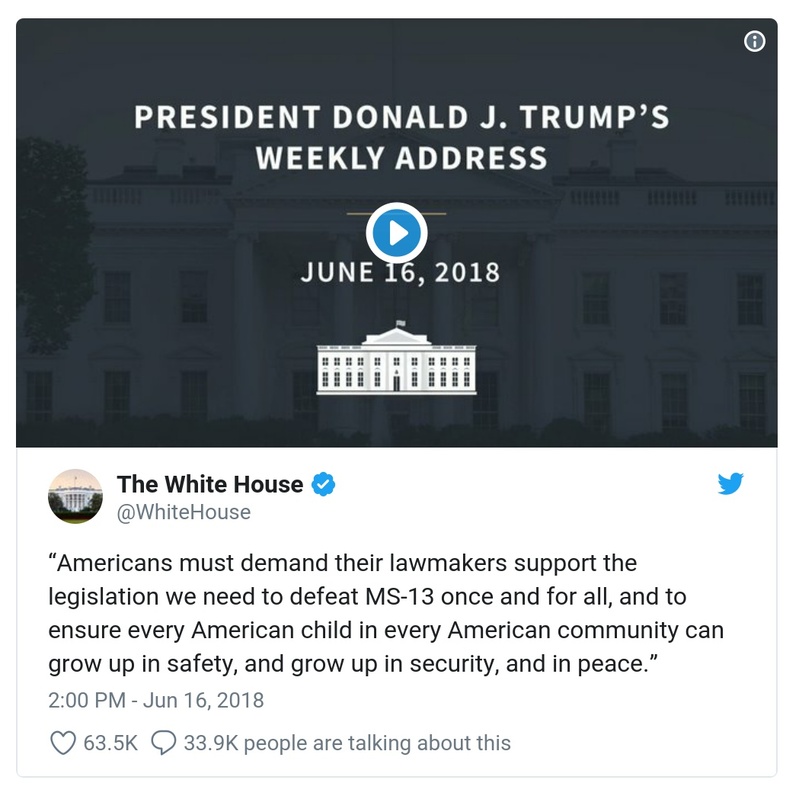 PRESIDENT DONALD J. TRUMP’S
WEEKLY ADDRESS
JUNE 16, 2018
The White House
@WhiteHouse
“Americans must demand their lawmakers support the
legislation we need to defeat MS-13 once and for all, and to
ensure every American child in every American community can
grow up in safety, and grow up in security, and in peace.”
2:00 PM - Jun 16, 2018
63.5K 33.9K people are talking about this